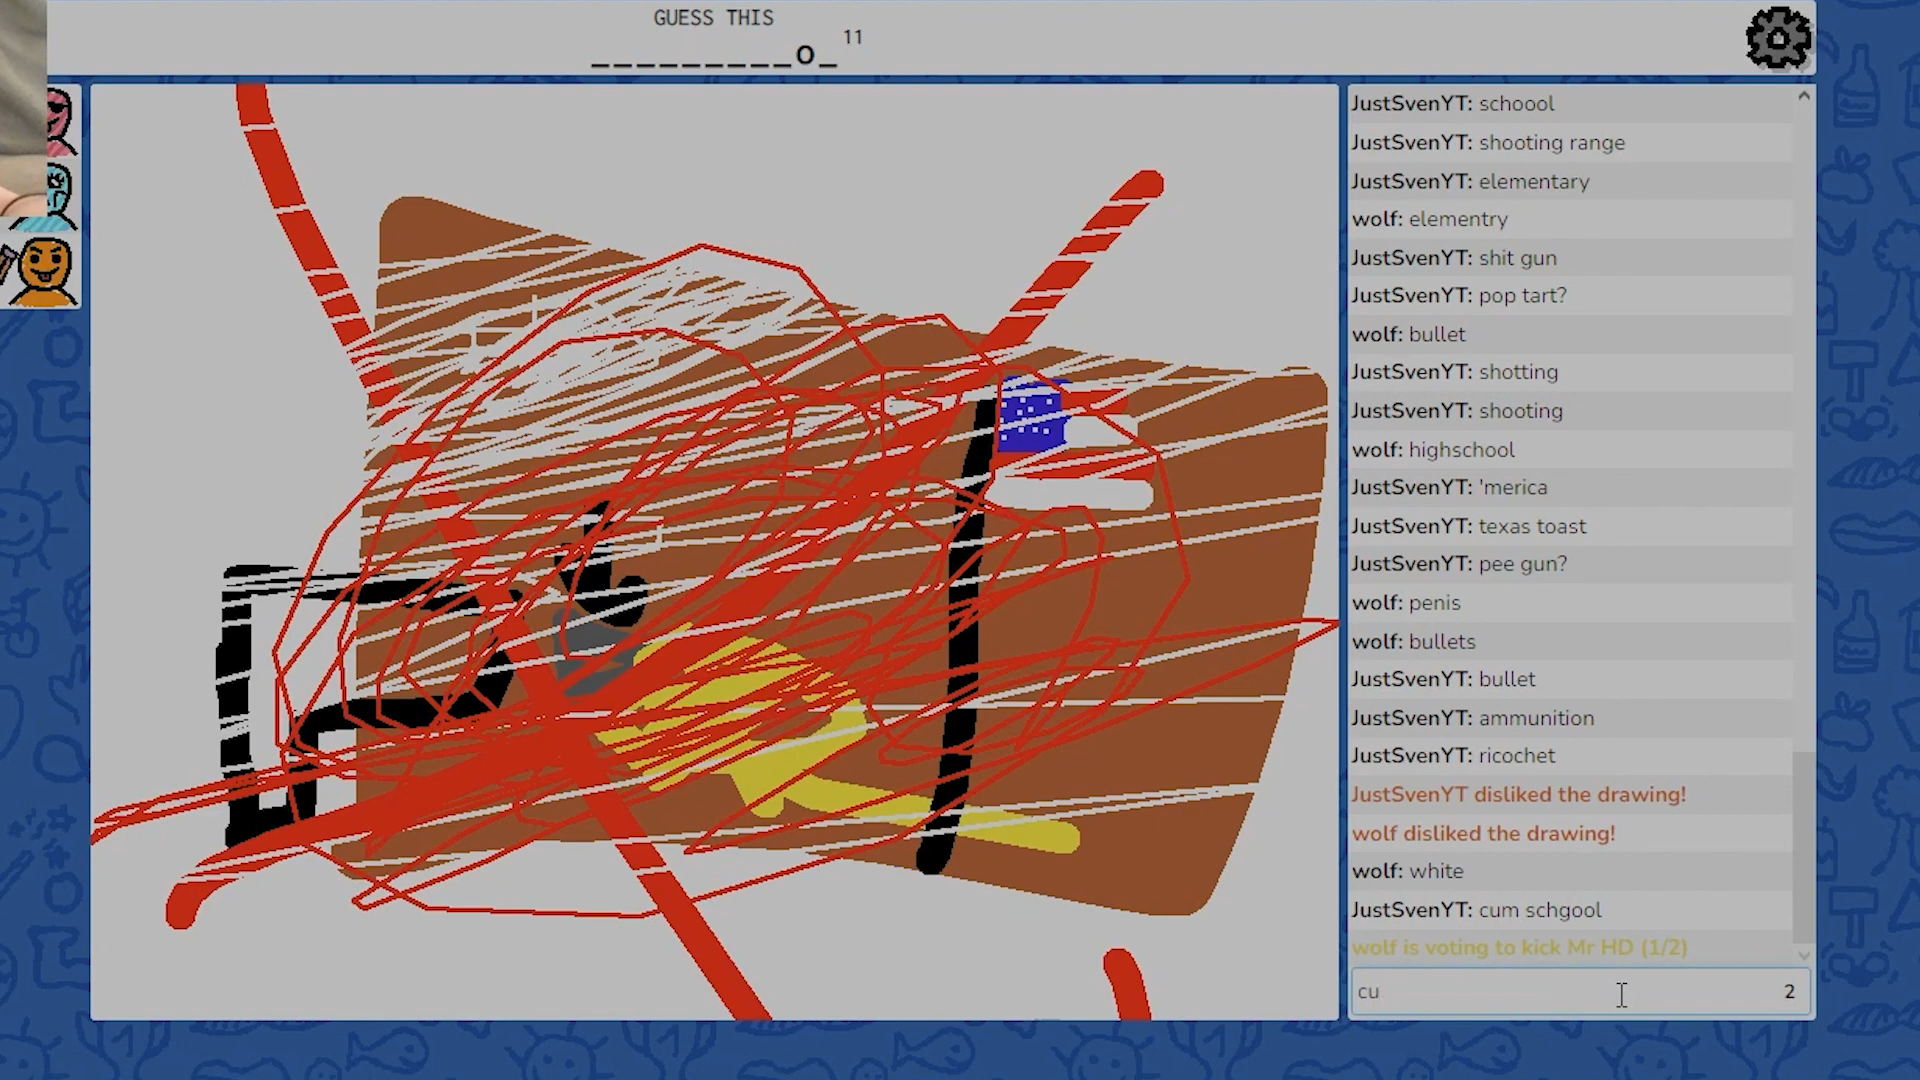 GUESS THIS
__________o_ 11
JustSvenYT: schoool
JustSvenYT: shooting range
JustSvenYT: elementary
wolf: elementry
JustSvenYT: shit gun
JustSvenYT: pop tart?
wolf: bullet
JustSvenYT: shotting
JustSvenYT: shooting
wolf: highschool
JustSvenYT: 'merica
JustSvenYT: texas toast
JustSvenYT: pee gun?
wolf: penis
wolf: bullets
JustSvenYT: bullet
JustSvenYT: ammunition
JustSvenYT: ricochet
JustSvenYT disliked the drawing!
wolf disliked the drawing!
wolf: white
JustSvenYT: cum schgool
wolf is voting to kick Mr HD (1/2)
cu 2